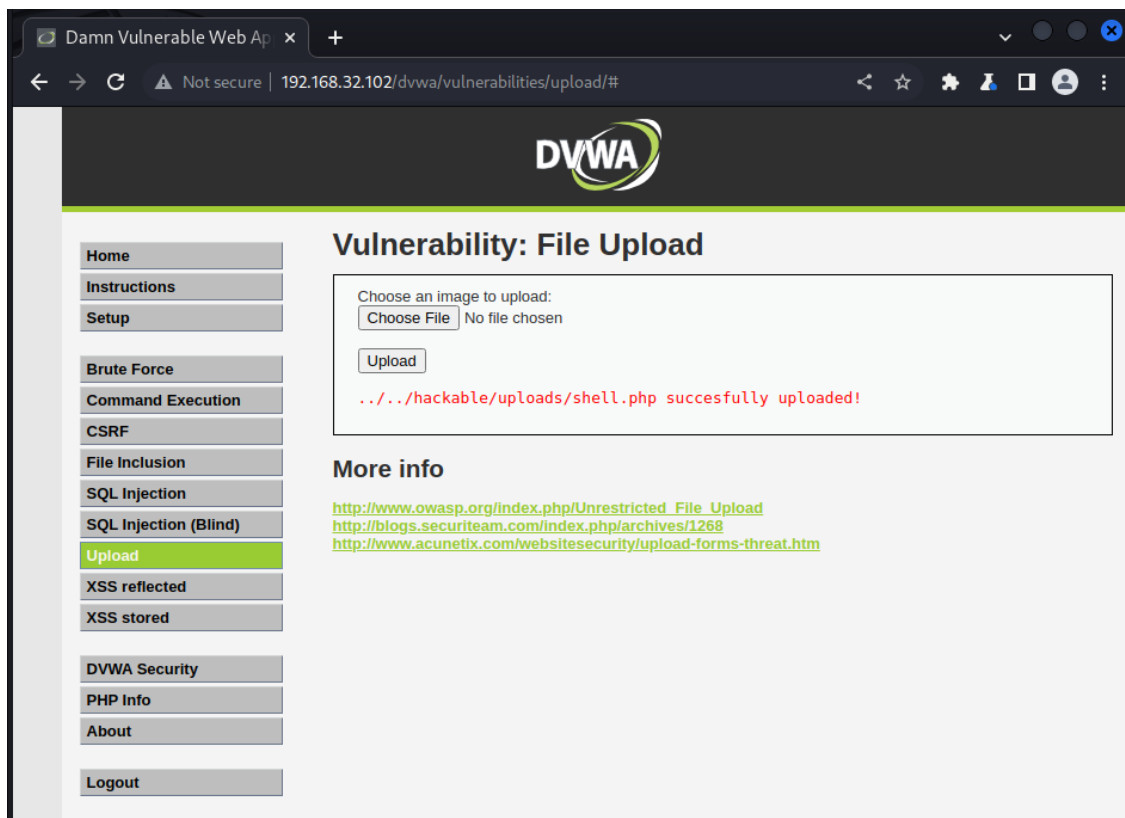 Damn Vulnerable Web Ap
Not secure | 192.168.32.102/dvwa/vulnerabilities/upload/#
DVWA
Home
Instructions
Setup
Brute Force
Command Execution
CSRF
File Inclusion
SQL Injection
SQL Injection (Blind)
Upload
XSS reflected
XSS stored
DVWA Security
PHP Info
About
Logout
Vulnerability: File Upload
Choose an image to upload:
Choose File No file chosen
Upload
../../hackable/uploads/shell.php succesfully uploaded!
More info
http://www.owasp.org/index.php/Unrestricted_File_Upload
http://blogs.securiteam.com/index.php/archives/1268
http://www.acunetix.com/websitesecurity/upload-forms-threat.htm